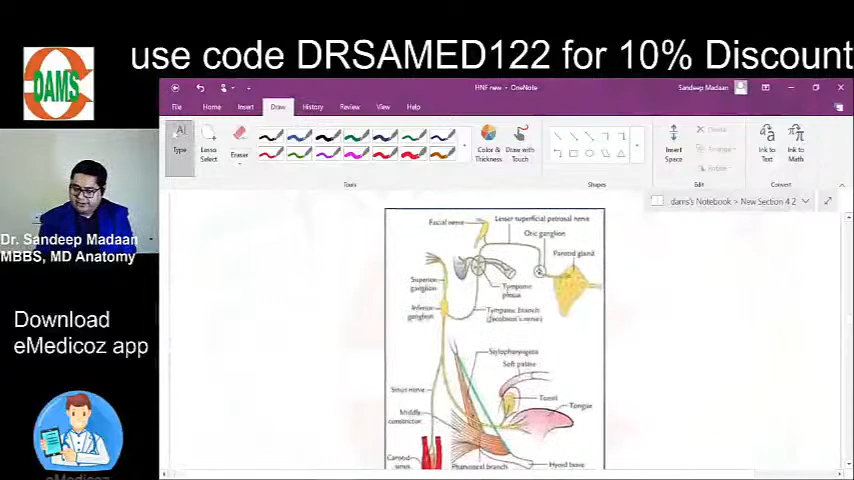 use code DRSAMED122 for 10% Discount
DAMS
HNF new - OneNote
Sandeep Madaan
File
Home
Insert
Draw
History
Review
View
Help
Type
Lasso
Select
Eraser
Color &
Thickness
Draw with
Touch
Insert
Space
Delete
Arrange
Rotate
Ink to
Text
Ink to
Math
Tools
Shapes
Edit
Convert
dams's Notebook > New Section 4 2
Dr. Sandeep Madaan
MBBS, MD Anatomy
Download
eMedicoz app
eMedicoz
Facial nerve
Lesser superficial petrosal nerve
Otic ganglion
Parotid gland
Superior
ganglion
Tympanic
plexus
Inferior
ganglion
Tympanic branch
(Jacobson's nerve)
Stylopharyngeus
Soft palate
Sinus nerve
Tonsil
Tongue
Middle
constrictor
Carotid
sinus
Pharyngeal branch
Hyoid bone